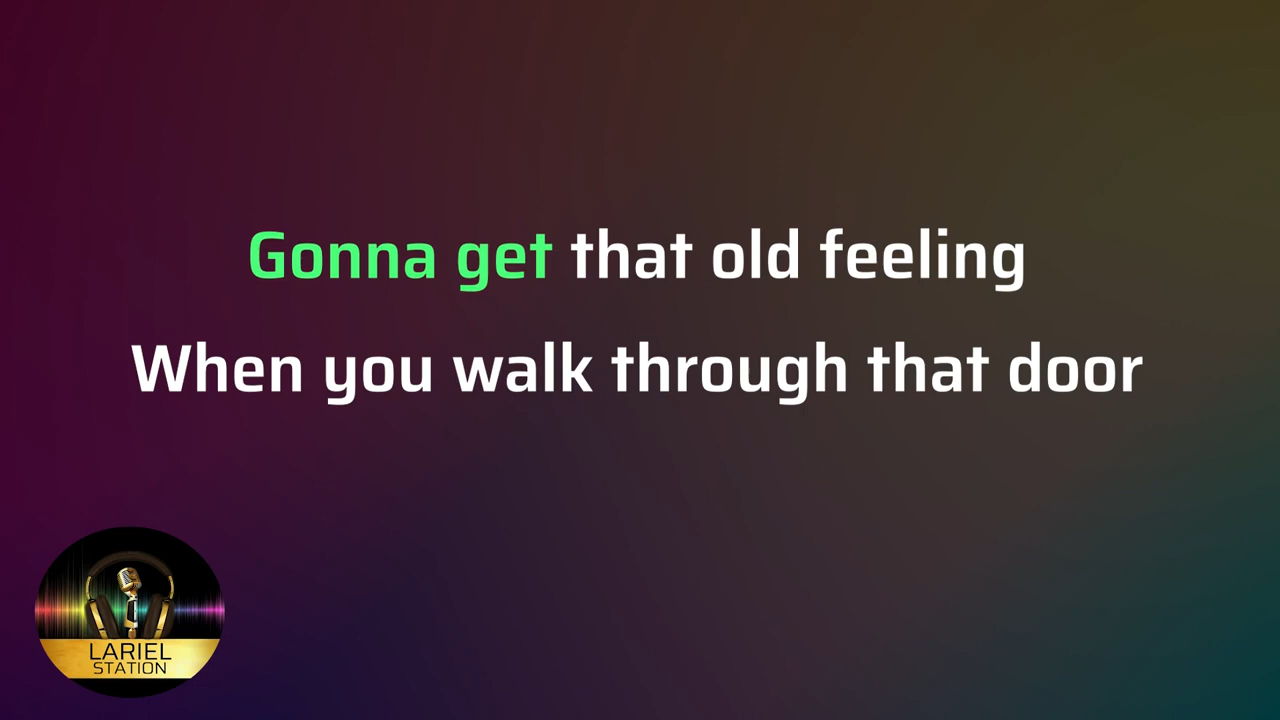 Gonna get that old feeling
When you walk through that door
LARIEL
STATION